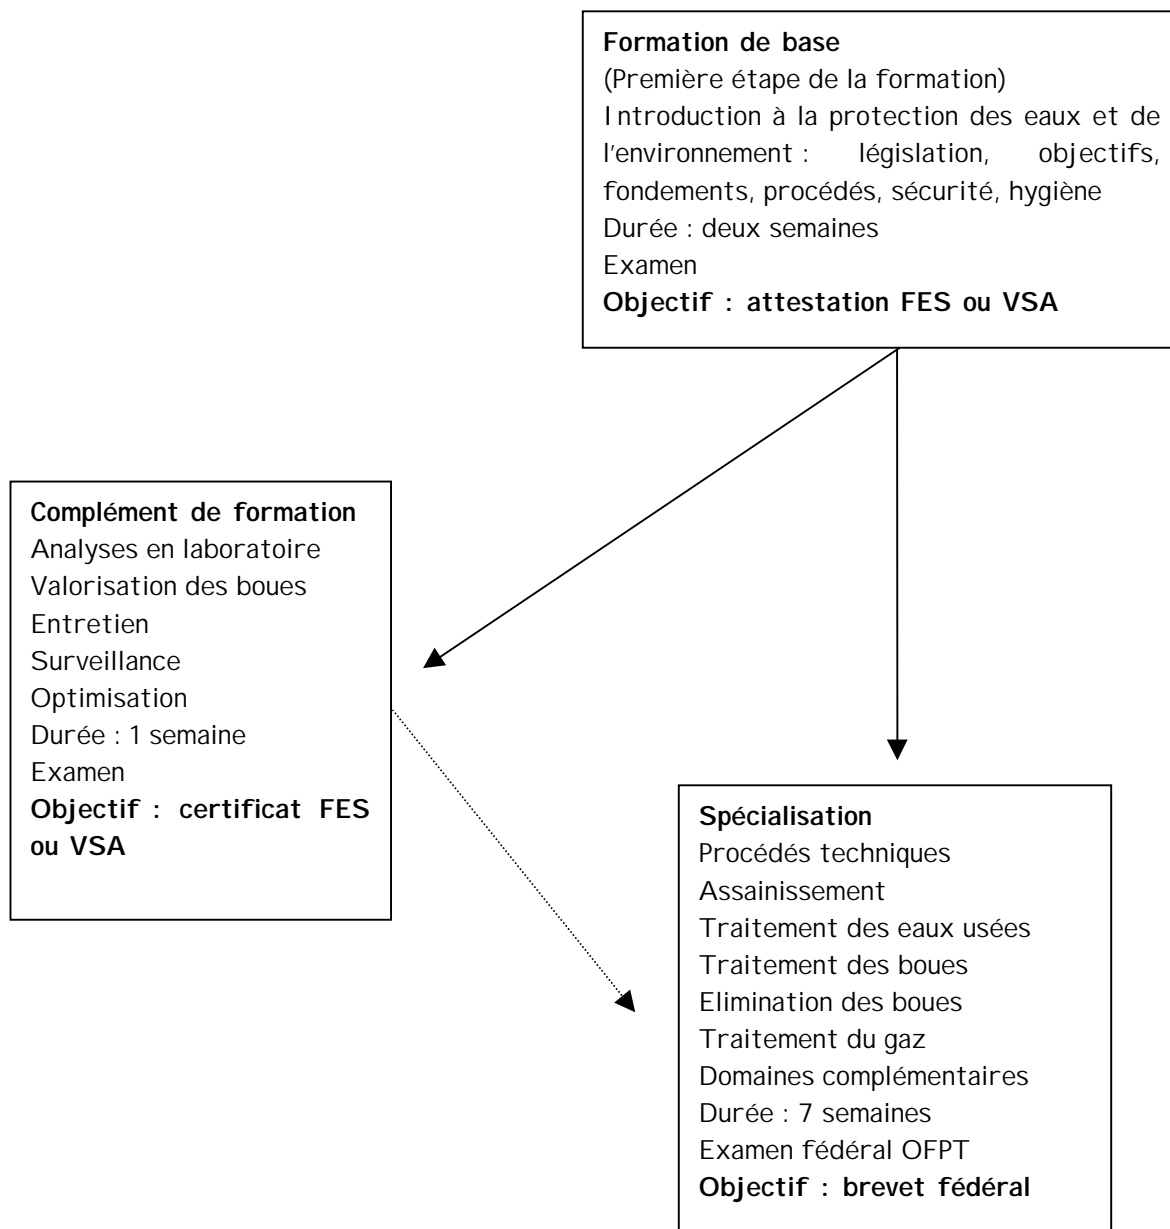 Formation de base
(Première étape de la formation)
Introduction à la protection des eaux et de
l'environnement : législation, objectifs,
fondements, procédés, sécurité, hygiène
Durée : deux semaines
Examen
Objectif : attestation FES ou VSA
Complément de formation
Analyses en laboratoire
Valorisation des boues
Entretien
Surveillance
Optimisation
Durée : 1 semaine
Examen
Objectif : certificat FES
ou VSA
Spécialisation
Procédés techniques
Assainissement
Traitement des eaux usées
Traitement des boues
Elimination des boues
Traitement du gaz
Domaines complémentaires
Durée : 7 semaines
Examen fédéral OFPT
Objectif : brevet fédéral